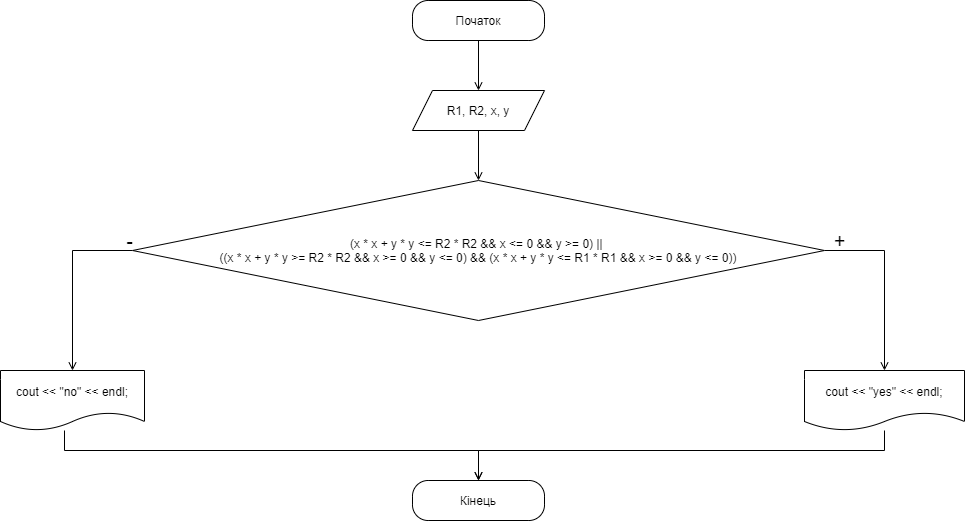 Початок
R1, R2, x, y
-
+
(x * x + y * y <= R2 * R2 && x <= 0 && y >= 0) ||
((x * x + y * y >= R2 * R2 && x >= 0 && y <= 0) && (x * x + y * y <= R1 * R1 && x >= 0 && y <= 0))
cout << "no" << endl;
cout << "yes" << endl;
Кінець